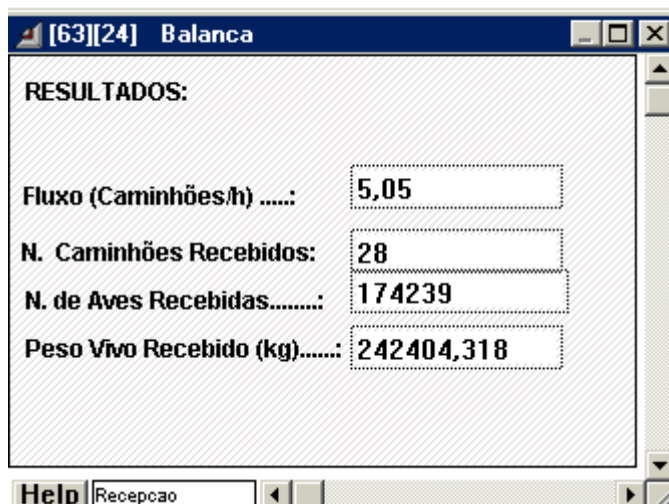 [63][24] Balanca
RESULTADOS:
Fluxo (Caminhões/h) .....: 5,05
N. Caminhões Recebidos: 28
N. de Aves Recebidas........: 174239
Peso Vivo Recebido (kg)......: 242404,318
Help Recepcao